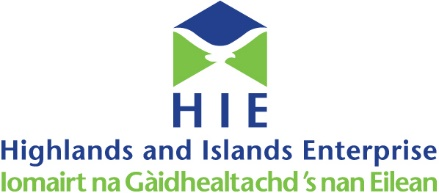 HIE
Highlands and Islands Enterprise
Iomairt na Gàidhealtachd 's nan Eilean